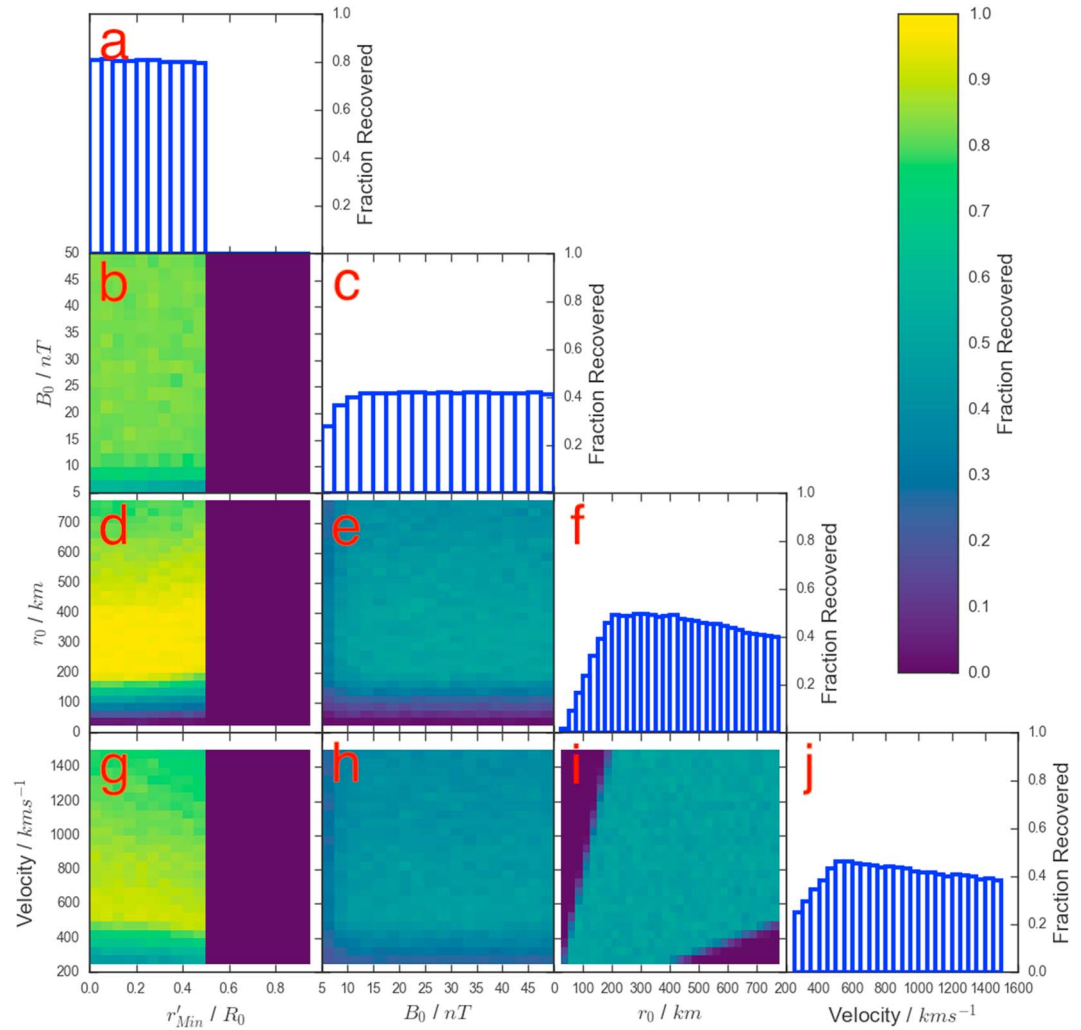 a
1.0
0.8
0.6
0.4
0.2
Fraction Recovered
1.0
0.9
0.8
0.7
0.6
0.5
0.4
0.3
0.2
0.1
0.0
Fraction Recovered
b
50
45
40
35
30
25
20
15
10
5
B₀ / nT
c
1.0
0.8
0.6
0.4
0.2
Fraction Recovered
d
700
600
500
400
300
200
100
0
r₀ / km
e
f
1.0
0.8
0.6
0.4
0.2
Fraction Recovered
g
1400
1200
1000
800
600
400
200
Velocity / kms⁻¹
h
i
j
1.0
0.8
0.6
0.4
0.2
0.0
Fraction Recovered
0.0 0.2 0.4 0.6 0.8
r′Min / R₀
5 10 15 20 25 30 35 40 45
B₀ / nT
0 100 200 300 400 500 600 700
r₀ / km
200 400 600 800 1000 1200 1400 1600
Velocity / kms⁻¹